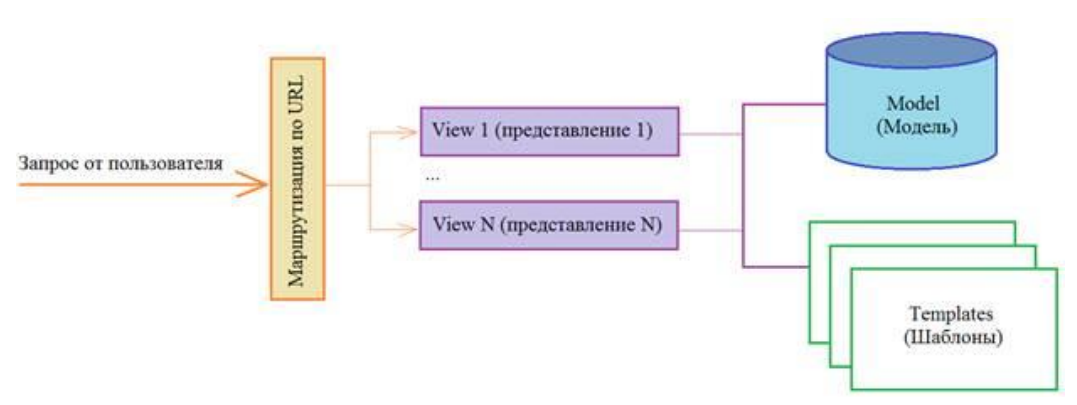 Запрос от пользователя
Маршрутизация по URL
View 1 (представление 1)
...
View N (представление N)
Model
(Модель)
Templates
(Шаблоны)